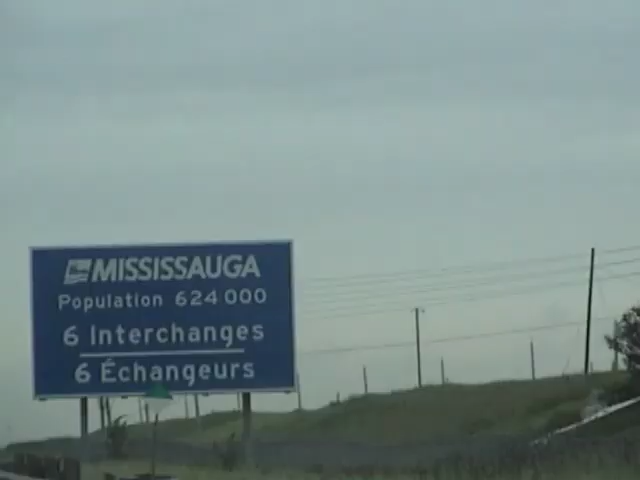 MISSISSAUGA
Population 624 000
6 Interchanges
6 Échangeurs